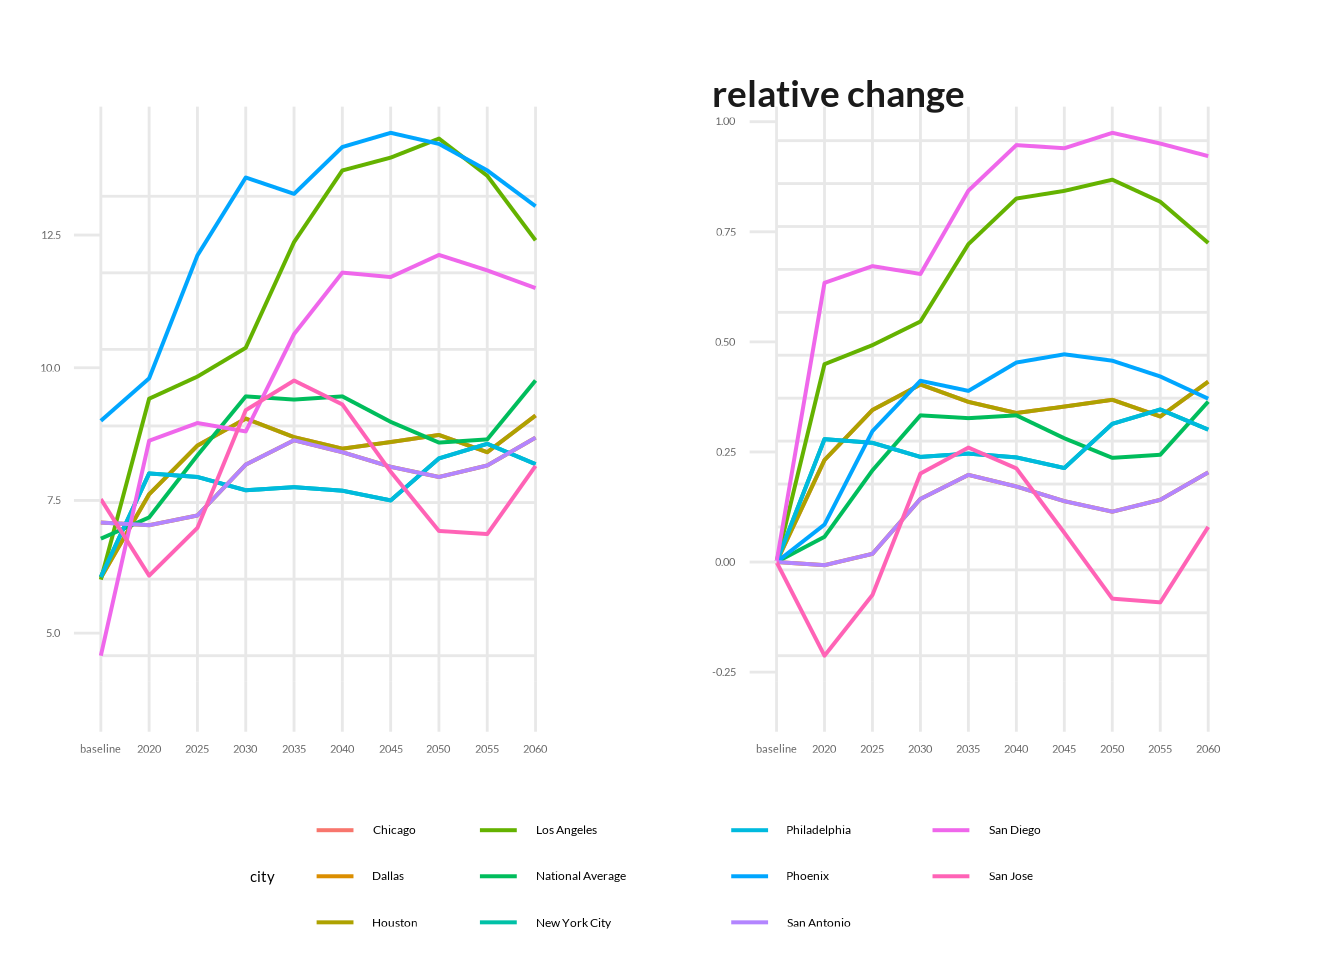 relative change
1.00
12.5
0.75
10.0
0.50
7.5
0.25
0.00
5.0
-0.25
baseline 2020 2025 2030 2035 2040 2045 2050 2055 2060
baseline 2020 2025 2030 2035 2040 2045 2050 2055 2060
Chicago Los Angeles Philadelphia San Diego
city Dallas National Average Phoenix San Jose
Houston New York City San Antonio